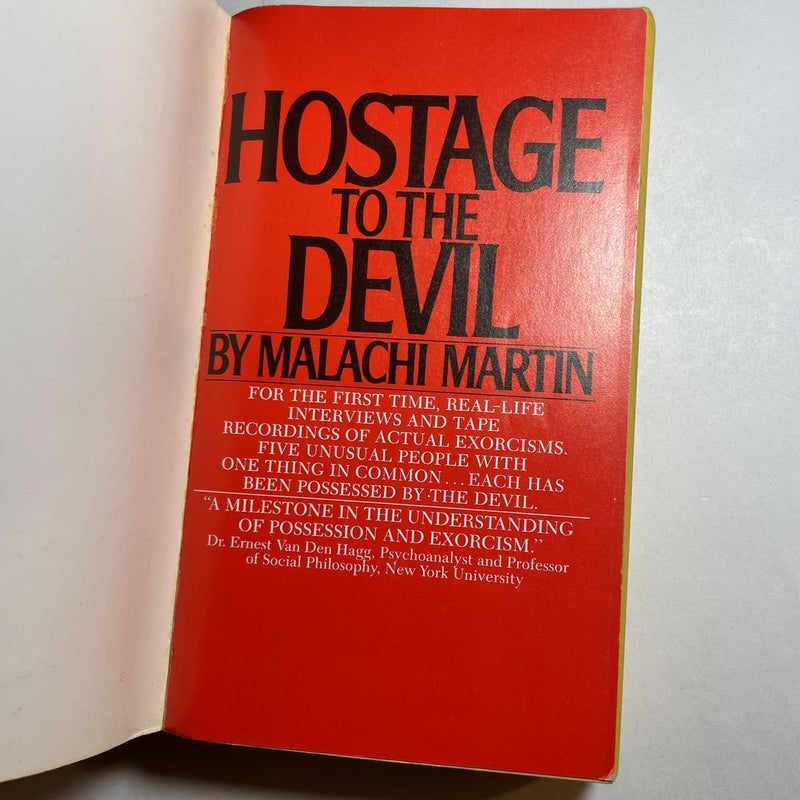 HOSTAGE
TO THE
DEVIL
BY MALACHI MARTIN
FOR THE FIRST TIME, REAL-LIFE
INTERVIEWS AND TAPE
RECORDINGS OF ACTUAL EXORCISMS.
FIVE UNUSUAL PEOPLE WITH
ONE THING IN COMMON...EACH HAS
BEEN POSSESSED BY THE DEVIL.
"A MILESTONE IN THE UNDERSTANDING
OF POSSESSION AND EXORCISM."
Dr. Ernest Van Den Hagg, Psychoanalyst and Professor
of Social Philosophy, New York University